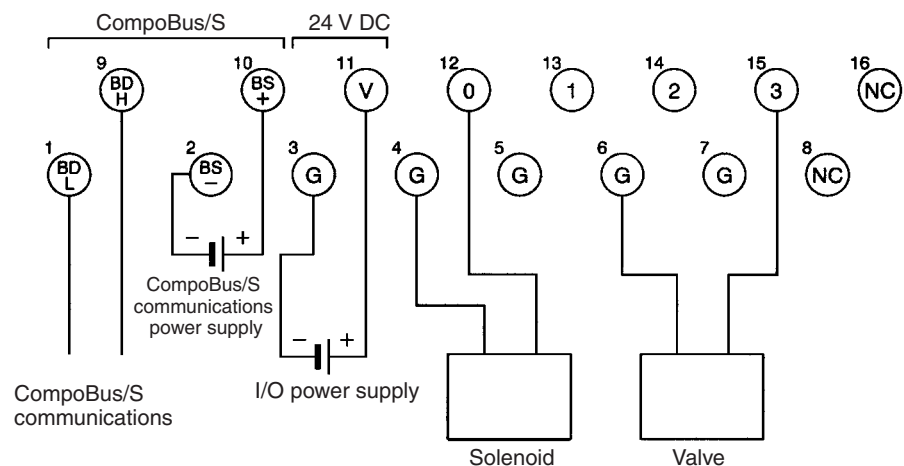 CompoBus/S
24 V DC
9
BD
H
10
BS
+
11
V
12
0
13
1
14
2
15
3
16
NC
1
BD
L
2
BS
−
3
G
4
G
5
G
6
G
7
G
8
NC
− +
CompoBus/S
communications
power supply
− +
I/O power supply
CompoBus/S
communications
Solenoid
Valve